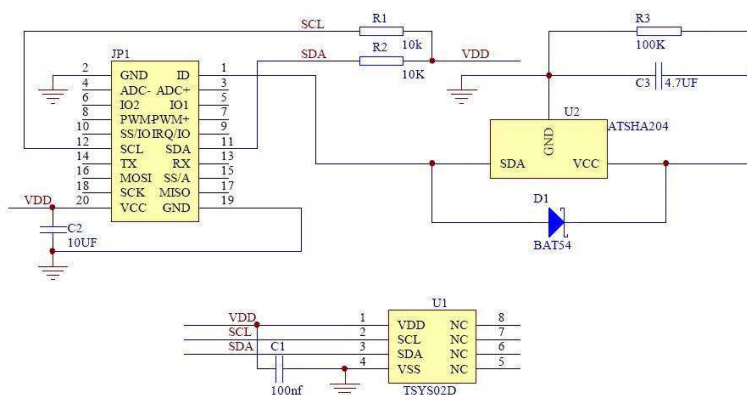 SCL R1 R3
JP1 SDA 10k 100K
R2 VDD
2 GND ID 1 10K
4 ADC- ADC+ 3 C3 4.7UF
6 IO2 IO1 5 U2
8 PWM- PWM+ 7 ATSHA204
10 SS/IO IRQ/IO 9 GND
12 SCL SDA 11
14 TX RX 13 SDA VCC
16 MOSI SS/A 15
18 SCK MISO 17
VDD 20 VCC GND 19 D1
C2
10UF BAT54
U1
VDD 1 VDD NC 8
SCL 2 SCL NC 7
SDA C1 3 SDA NC 6
4 VSS NC 5
100nf TSYS02D